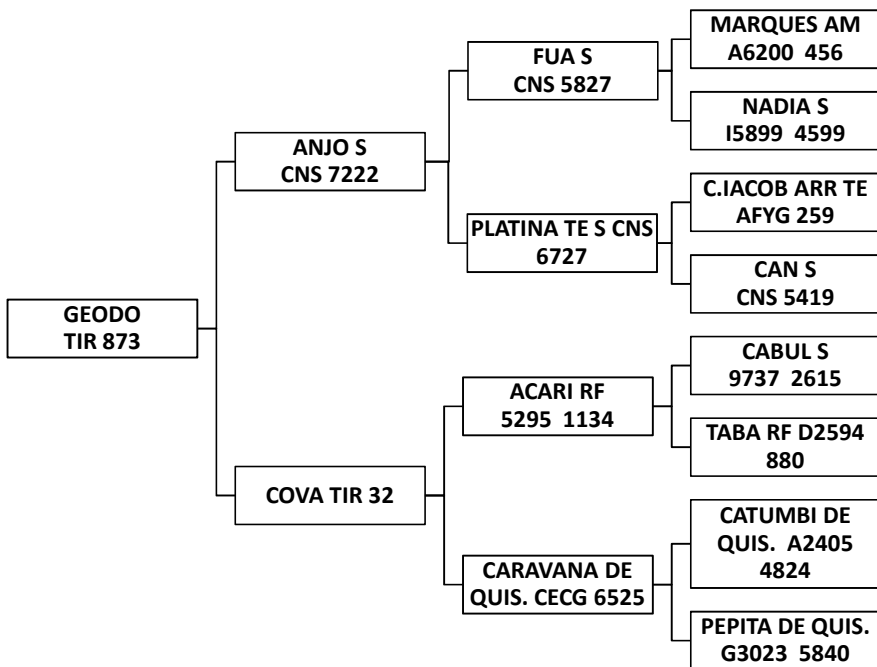 MARQUES AM
A6200 456
FUA S
CNS 5827
NADIA S
I5899 4599
ANJO S
CNS 7222
C.IACOB ARR TE
AFYG 259
PLATINA TE S CNS
6727
CAN S
CNS 5419
GEODO
TIR 873
CABUL S
9737 2615
ACARI RF
5295 1134
TABA RF D2594
880
COVA TIR 32
CATUMBI DE
QUIS. A2405
4824
CARAVANA DE
QUIS. CECG 6525
PEPITA DE QUIS.
G3023 5840